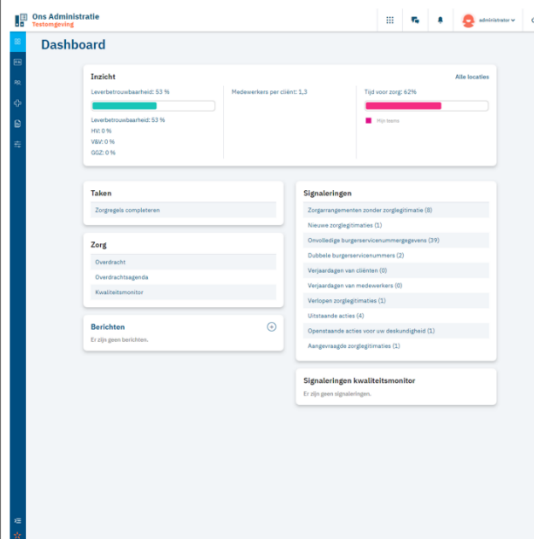 Ons Administratie
Testomgeving
administrator
Dashboard
Inzicht
Alle locaties
Leverbetrouwbaarheid: 53 %
Medewerkers per cliënt: 1,3
Tijd voor zorg: 62%
Leverbetrouwbaarheid: 53 %
HV: 0 %
V&V: 0 %
GGZ: 0 %
Mijn teams
Taken
Zorgregels completeren
Zorg
Overdracht
Overdrachtsagenda
Kwaliteitsmonitor
Berichten
Er zijn geen berichten.
Signaleringen
Zorgarrangementen zonder zorglegitimatie (8)
Nieuwe zorglegitimaties (1)
Onvolledige burgerservicenummergegevens (39)
Dubbele burgerservicenummers (2)
Verjaardagen van cliënten (0)
Verjaardagen van medewerkers (0)
Verlopen zorglegitimaties (1)
Uitstaande acties (4)
Openstaande acties voor uw deskundigheid (1)
Aangevraagde zorglegitimaties (1)
Signaleringen kwaliteitsmonitor
Er zijn geen signaleringen.